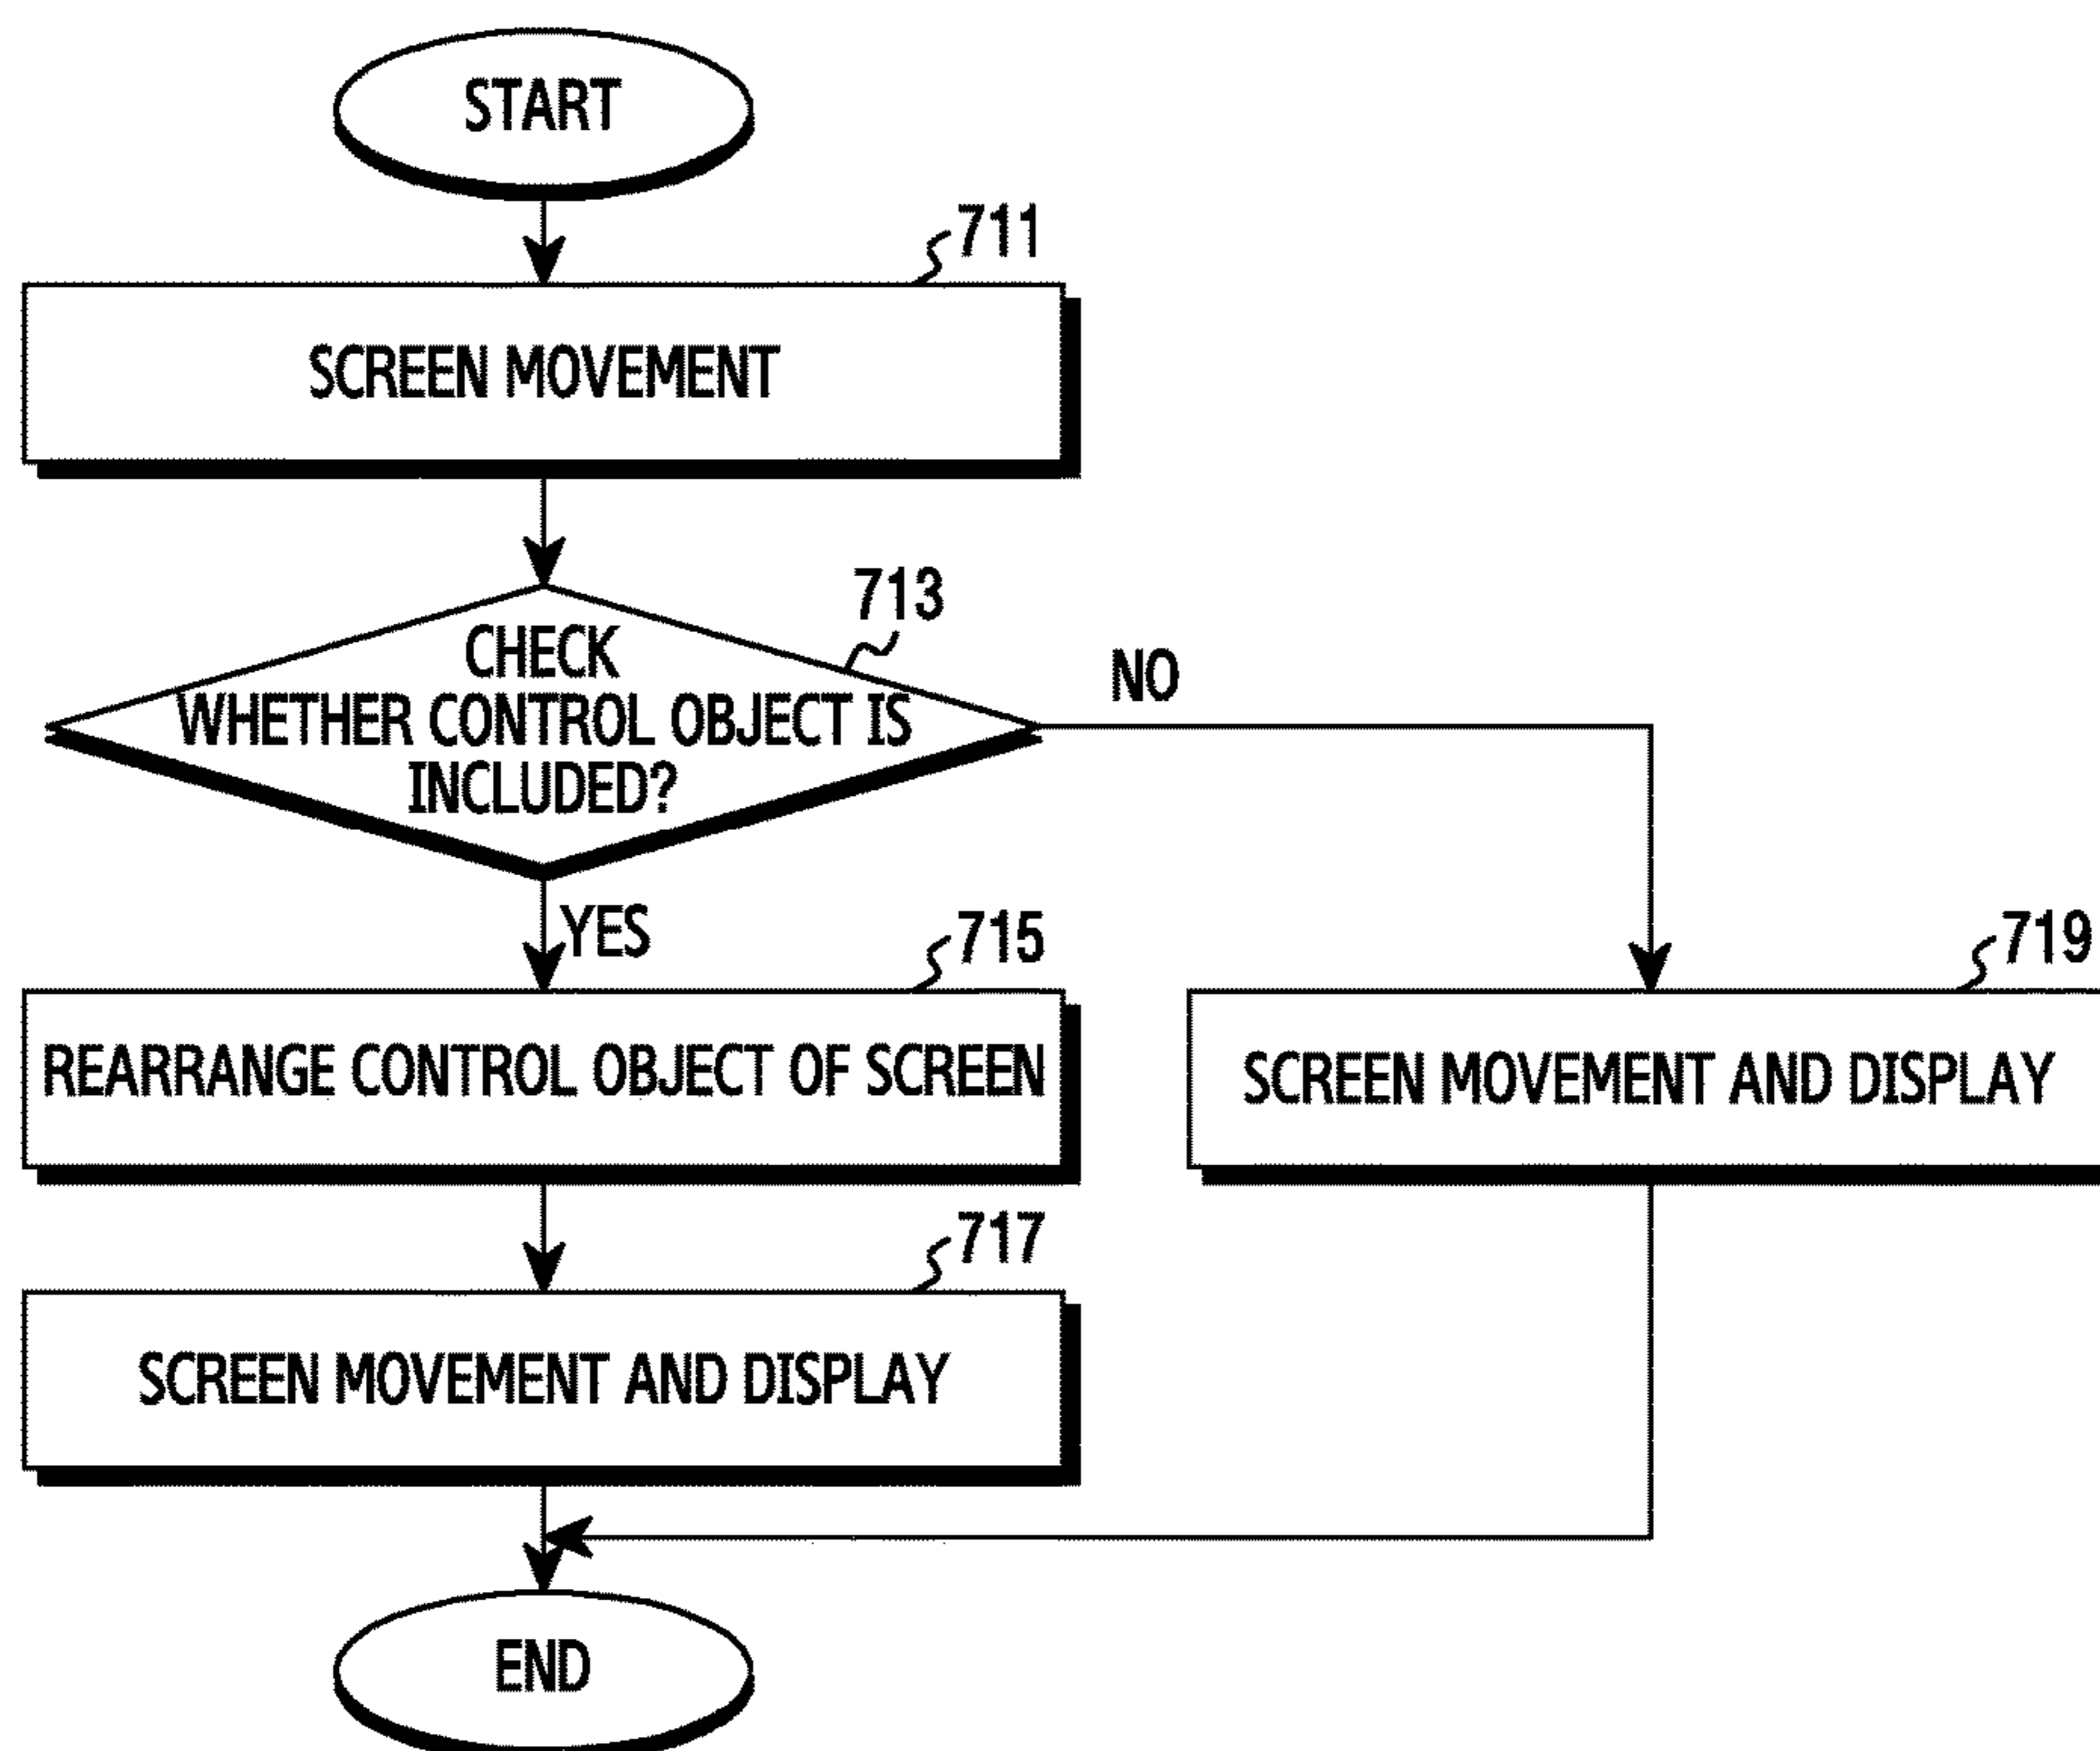 START
711
SCREEN MOVEMENT
713
CHECK
WHETHER CONTROL OBJECT IS
INCLUDED?
NO
YES
715
REARRANGE CONTROL OBJECT OF SCREEN
719
SCREEN MOVEMENT AND DISPLAY
717
SCREEN MOVEMENT AND DISPLAY
END